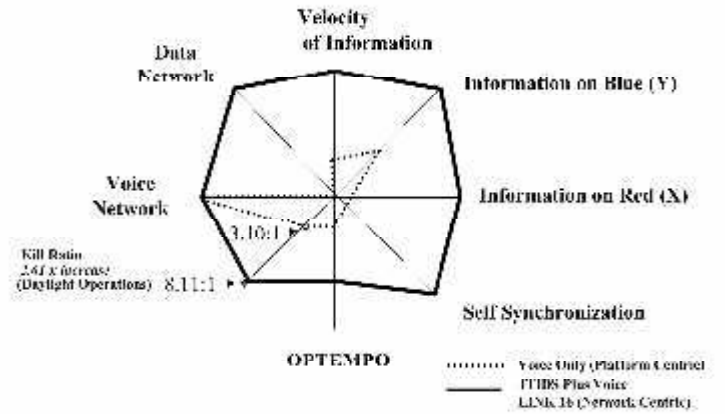 Velocity
of Information
Data
Network
Information on Blue (Y)
Voice
Network
Information on Red (X)
3.10:1
Kill Ratio
2.61 x increase
(Daylight Operations)
8.11:1
Self Synchronization
OPTEMPO
Voice Only (Platform Centric)
JTIDS Plus Voice
LINK 16 (Network Centric)